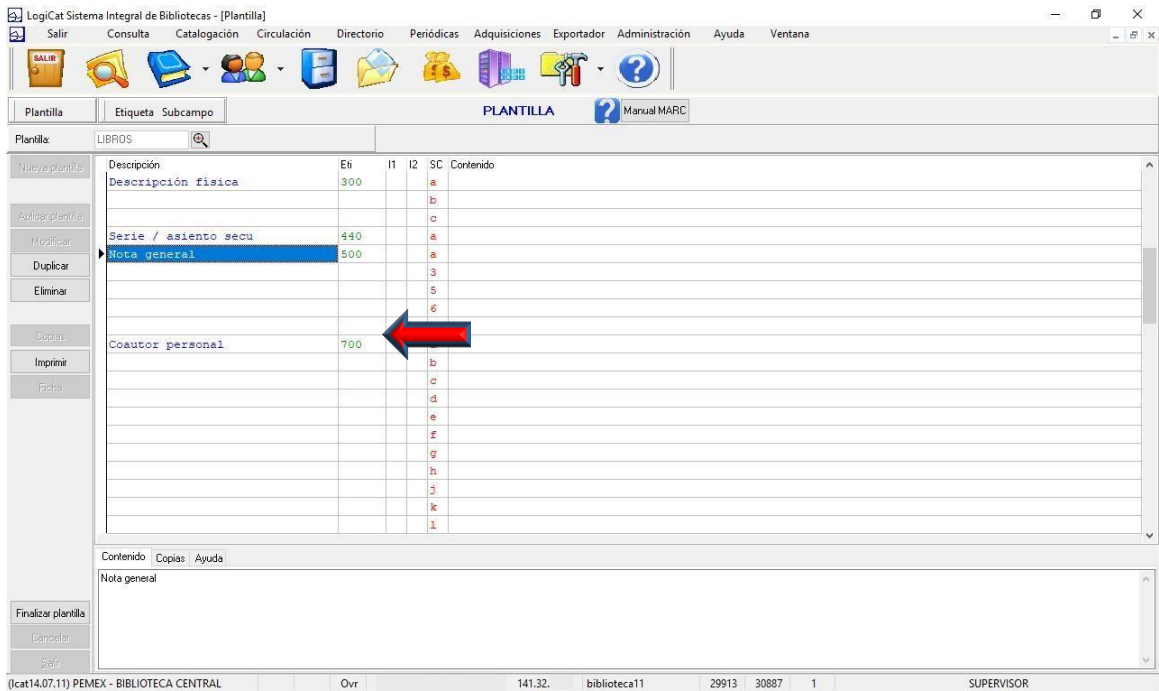 LogiCat Sistema Integral de Bibliotecas - [Plantilla]
Salir Consulta Catalogación Circulación Directorio Periódicas Adquisiciones Exportador Administración Ayuda Ventana
SALIR
Plantilla Etiqueta Subcampo PLANTILLA Manual MARC
Plantilla: LIBROS
Nueva plantilla Descripción Eti I1 I2 SC Contenido
Descripción física 300 a
b
Aplicar plantilla c
Modificar Serie / asiento secu 440 a
Nota general 500 a
Duplicar 3
Eliminar 5
6
Copias
Coautor personal 700
Imprimir b
Ficha c
d
e
f
g
h
j
k
l
Contenido Copias Ayuda
Nota general
Finalizar plantilla
Cancelar
Salir
(lcat14.07.11) PEMEX - BIBLIOTECA CENTRAL Ovr 141.32. biblioteca11 29913 30887 1 SUPERVISOR